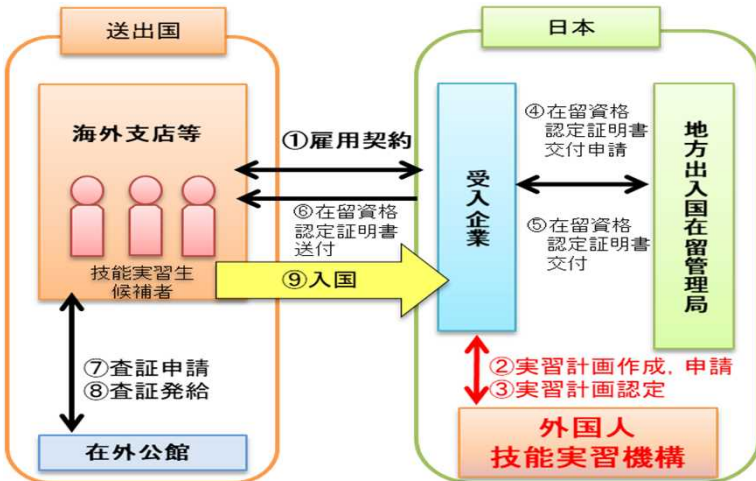 送出国
海外支店等
技能実習生
候補者
①雇用契約
⑥在留資格
認定証明書
送付
⑨入国
⑦査証申請
⑧査証発給
在外公館
日本
受入企業
④在留資格
認定証明書
交付申請
⑤在留資格
認定証明書
交付
地方出入国在留管理局
②実習計画作成，申請
③実習計画認定
外国人
技能実習機構